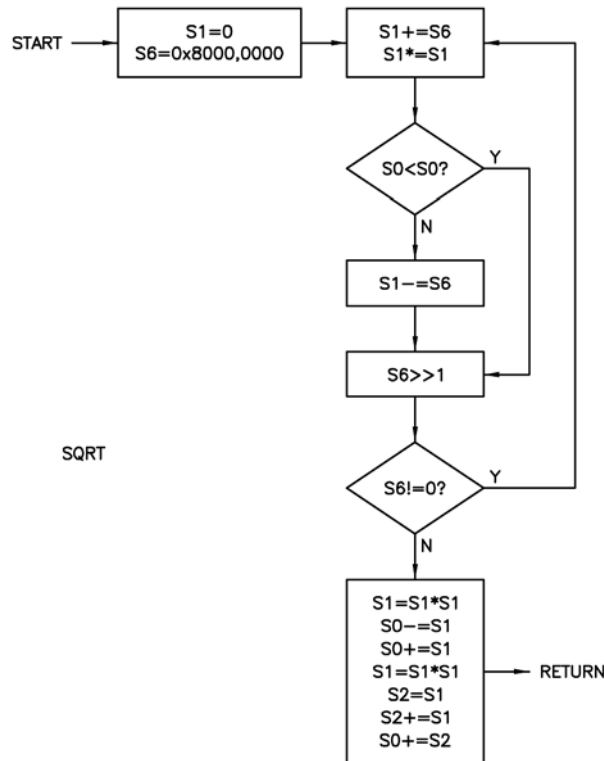 START
S1=0
S6=0x8000,0000
S1+=S6
S1*=S1
S0<S0?
Y
N
S1-=S6
S6>>1
SQRT
S6!=0?
Y
N
S1=S1*S1
S0-=S1
S0+=S1
S1=S1*S1
S2=S1
S2+=S1
S0+=S2
RETURN